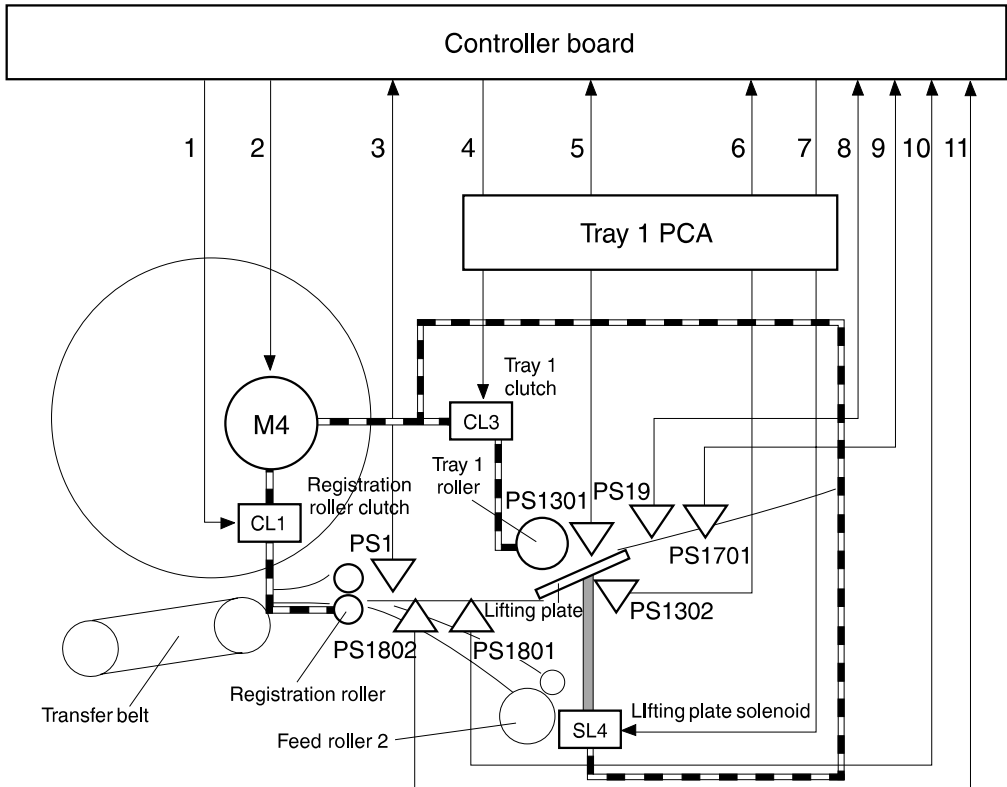 Controller board
1
2
3
4
5
6
7
8
9
10
11
Tray 1 PCA
Tray 1
clutch
M4
CL3
Tray 1
roller
Registration
roller clutch
PS1301
PS19
CL1
PS1
PS1701
Lifting plate
PS1302
PS1802
PS1801
Registration roller
Transfer belt
Feed roller 2
SL4
LIfting plate solenoid